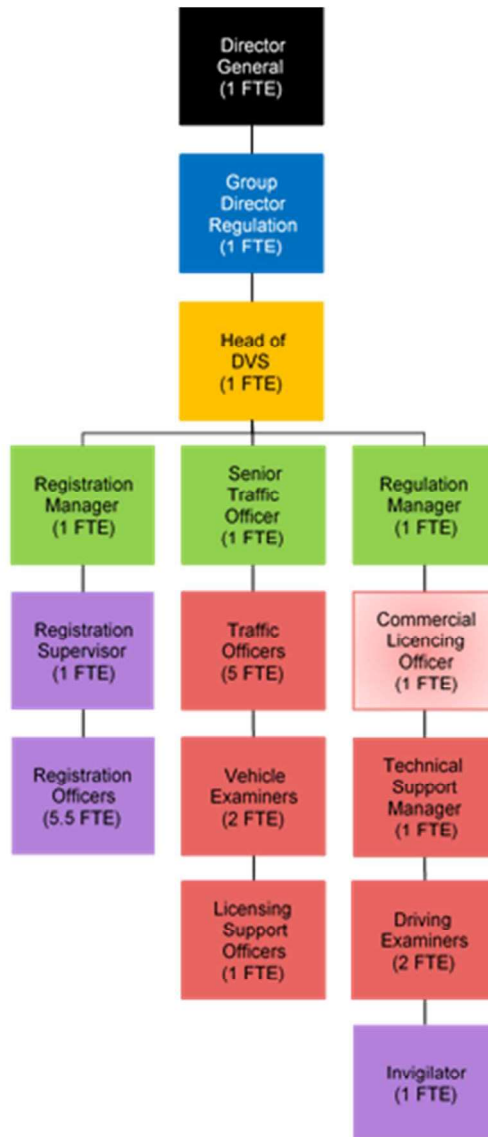 Director
General
(1 FTE)
Group
Director
Regulation
(1 FTE)
Head of
DVS
(1 FTE)
Registration
Manager
(1 FTE)
Senior
Traffic
Officer
(1 FTE)
Regulation
Manager
(1 FTE)
Registration
Supervisor
(1 FTE)
Traffic
Officers
(5 FTE)
Commercial
Licencing
Officer
(1 FTE)
Registration
Officers
(5.5 FTE)
Vehicle
Examiners
(2 FTE)
Technical
Support
Manager
(1 FTE)
Licensing
Support
Officers
(1 FTE)
Driving
Examiners
(2 FTE)
Invigilator
(1 FTE)